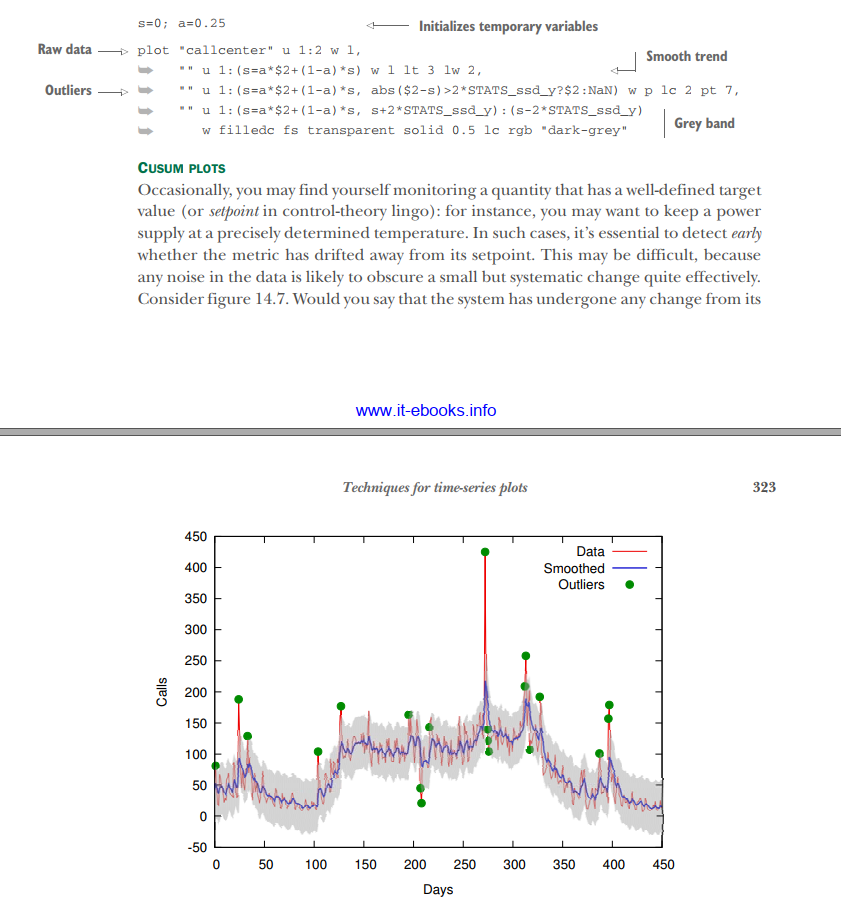 s=0; a=0.25
Initializes temporary variables
Raw data
plot "callcenter" u 1:2 w l,
Smooth trend
"" u 1:(s=a*$2+(1-a)*s) w l lt 3 lw 2,
Outliers
"" u 1:(s=a*$2+(1-a)*s, abs($2-s)>2*STATS_ssd_y?$2:NaN) w p lc 2 pt 7,
"" u 1:(s=a*$2+(1-a)*s, s+2*STATS_ssd_y):(s-2*STATS_ssd_y)
Grey band
w filledc fs transparent solid 0.5 lc rgb "dark-grey"
CUSUM PLOTS
Occasionally, you may find yourself monitoring a quantity that has a well-defined target
value (or setpoint in control-theory lingo): for instance, you may want to keep a power
supply at a precisely determined temperature. In such cases, it's essential to detect early
whether the metric has drifted away from its setpoint. This may be difficult, because
any noise in the data is likely to obscure a small but systematic change quite effectively.
Consider figure 14.7. Would you say that the system has undergone any change from its
www.it-ebooks.info
Techniques for time-series plots 323
450
400
350
300
250
200
150
100
50
0
-50
Calls
Data
Smoothed
Outliers
0 50 100 150 200 250 300 350 400 450
Days